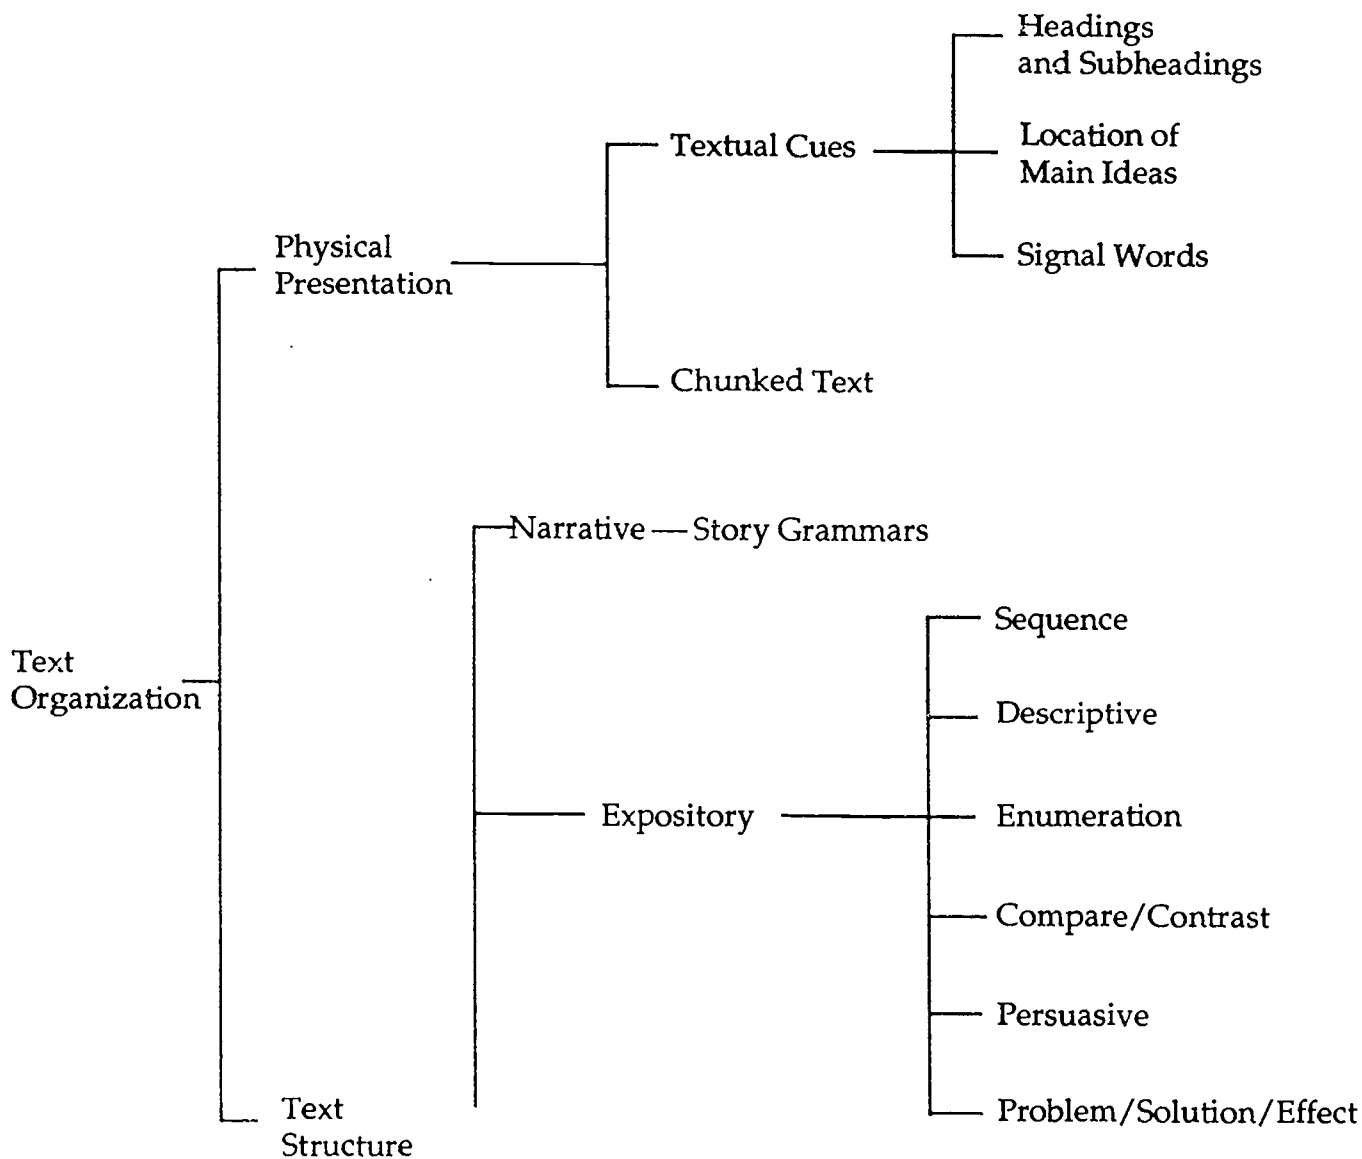 Headings
and Subheadings
Textual Cues
Location of
Main Ideas
Physical
Presentation
Signal Words
Chunked Text
Narrative — Story Grammars
Sequence
Text
Organization
Descriptive
Expository
Enumeration
Compare/Contrast
Persuasive
Text
Structure
Problem/Solution/Effect